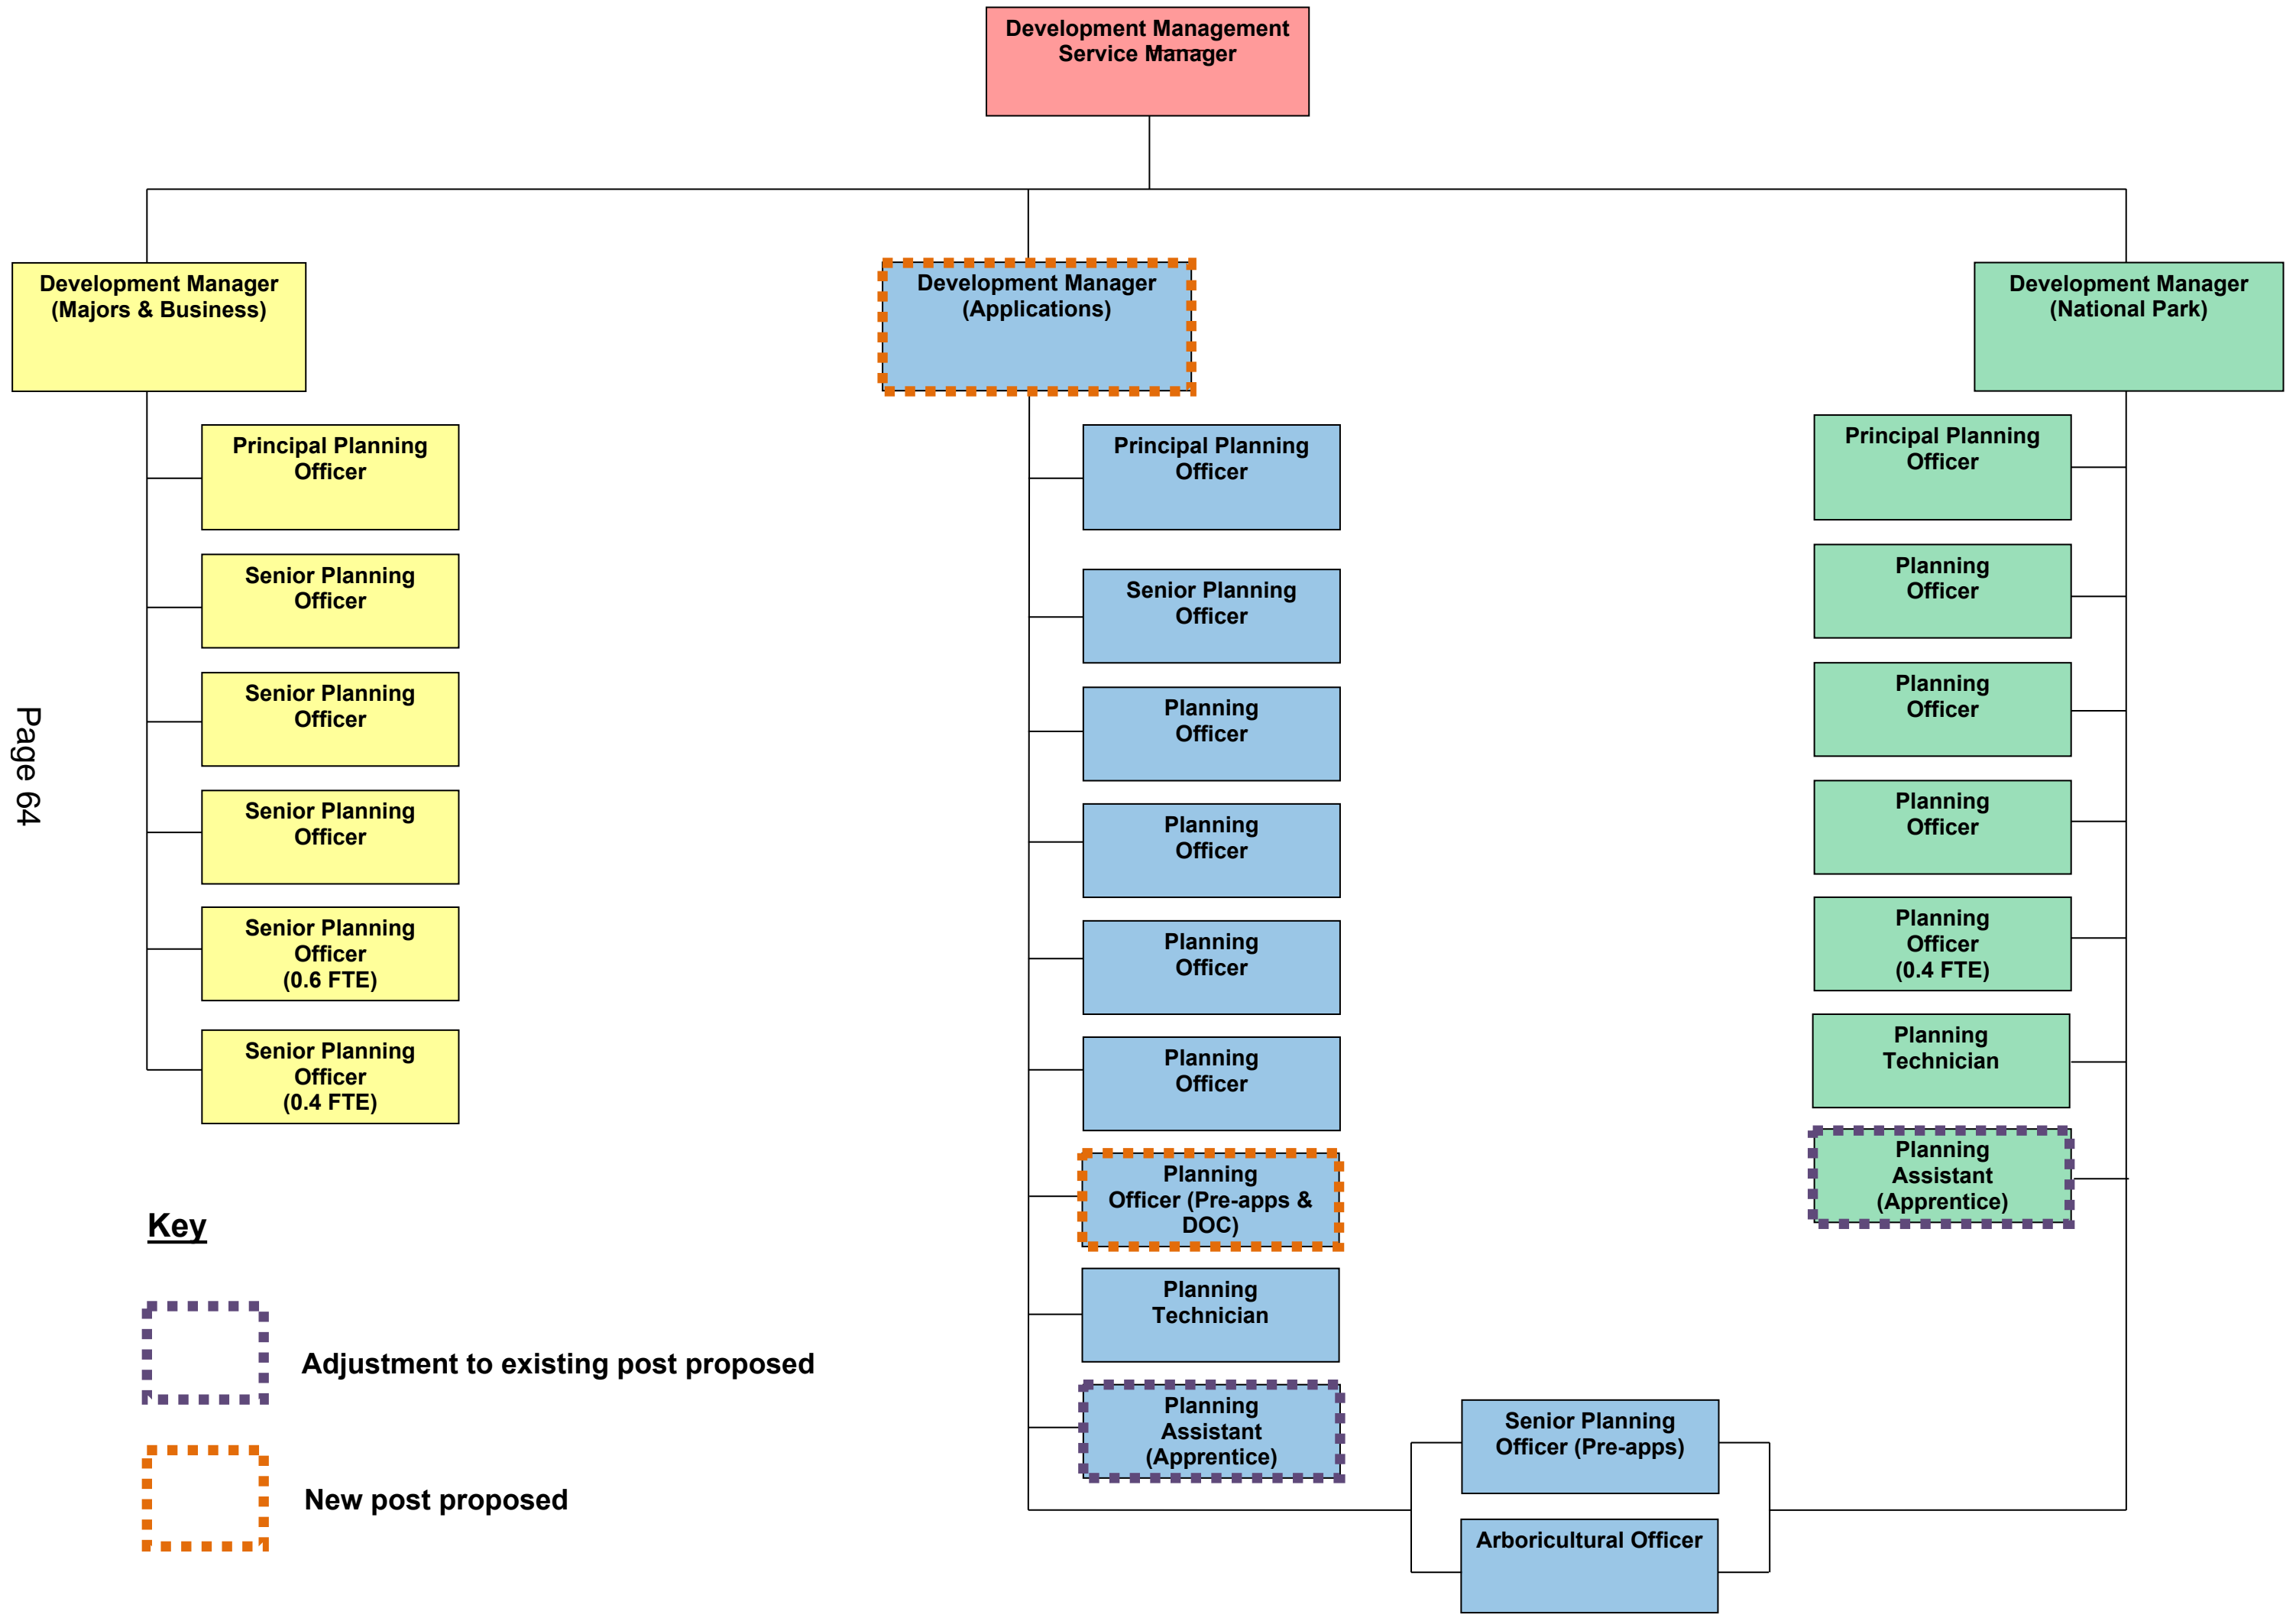 Development Management
Service Manager
Development Manager
(Majors & Business)
Development Manager
(Applications)
Development Manager
(National Park)
Principal Planning
Officer
Senior Planning
Officer
Senior Planning
Officer
Senior Planning
Officer
Senior Planning
Officer
(0.6 FTE)
Senior Planning
Officer
(0.4 FTE)
Principal Planning
Officer
Senior Planning
Officer
Planning
Officer
Planning
Officer
Planning
Officer
Planning
Officer
Planning
Officer (Pre-apps &
DOC)
Planning
Technician
Planning
Assistant
(Apprentice)
Principal Planning
Officer
Planning
Officer
Planning
Officer
Planning
Officer
Planning
Officer
(0.4 FTE)
Planning
Technician
Planning
Assistant
(Apprentice)
Senior Planning
Officer (Pre-apps)
Arboricultural Officer
Key
Adjustment to existing post proposed
New post proposed
Page 64